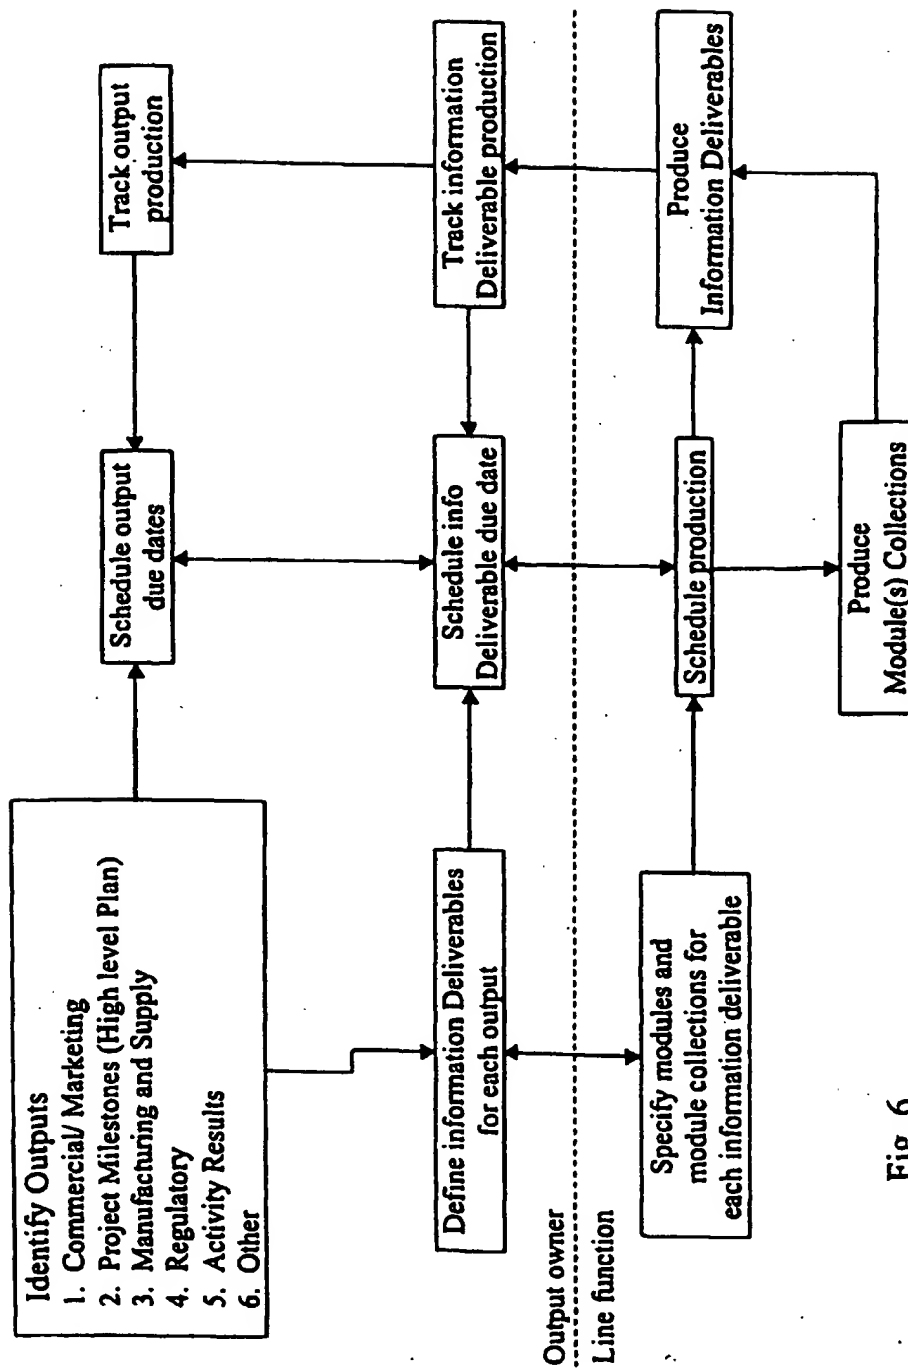 Identify Outputs
1. Commercial/ Marketing
2. Project Milestones (High level Plan)
3. Manufacturing and Supply
4. Regulatory
5. Activity Results
6. Other
Schedule output
due dates
Track output
production
Define information Deliverables
for each output
Schedule info
Deliverable due date
Track information
Deliverable production
Output owner
Line function
Specify modules and
module collections for
each information deliverable
Schedule production
Produce
Information Deliverables
Produce
Module(s) Collections
Fig. 6